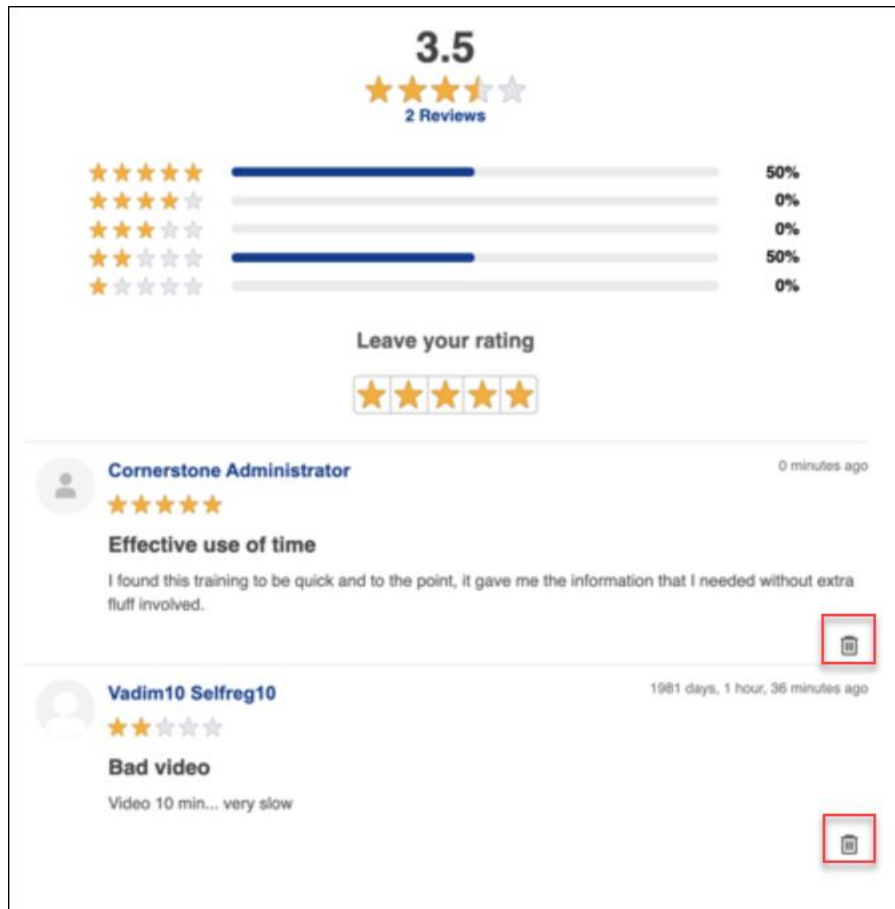 3.5
2 Reviews
50%
0%
0%
50%
0%
Leave your rating
Cornerstone Administrator
0 minutes ago
Effective use of time
I found this training to be quick and to the point, it gave me the information that I needed without extra
fluff involved.
Vadim10 Selfreg10
1981 days, 1 hour, 36 minutes ago
Bad video
Video 10 min... very slow